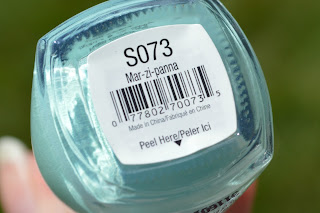 S073
Mar-zi-panna
0 77802 70073 5
Made in China/Fabriqué en Chine
Peel Here/Peler Ici